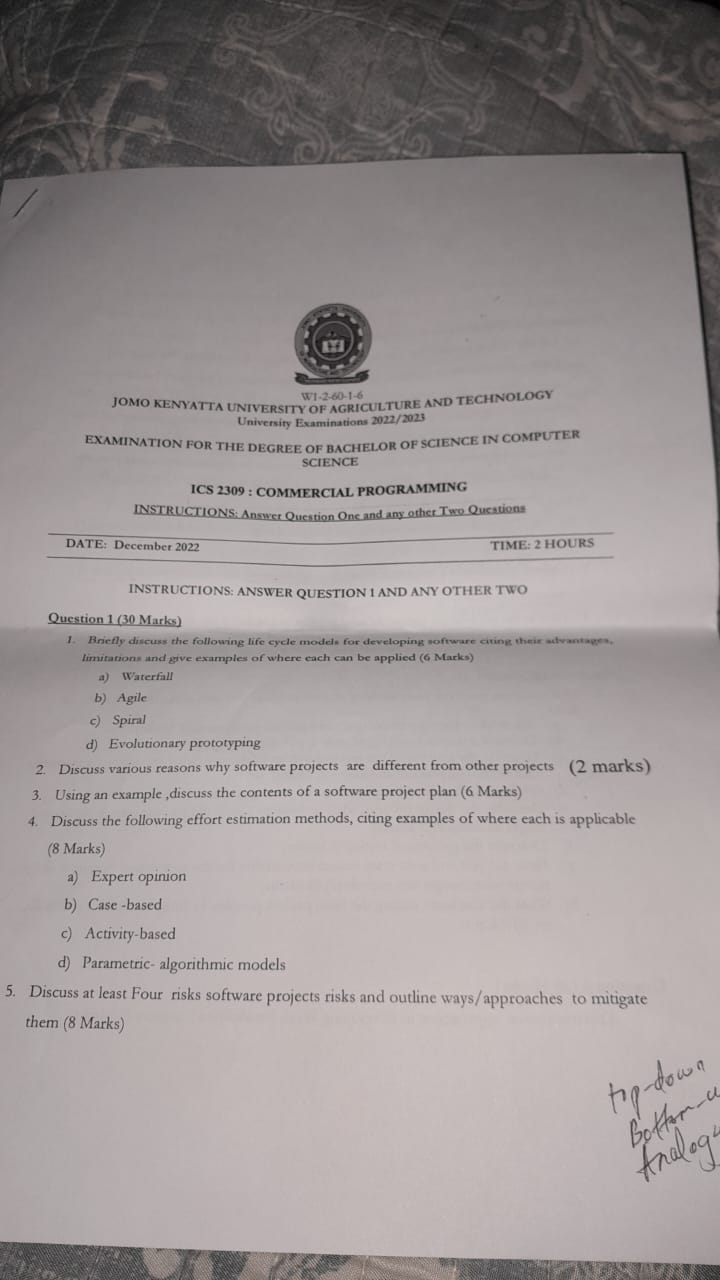 W1-2-60-1-6
JOMO KENYATTA UNIVERSITY OF AGRICULTURE AND TECHNOLOGY
University Examinations 2022/2023
EXAMINATION FOR THE DEGREE OF BACHELOR OF SCIENCE IN COMPUTER
SCIENCE
ICS 2309 : COMMERCIAL PROGRAMMING
INSTRUCTIONS: Answer Question One and any other Two Questions
DATE: December 2022 TIME: 2 HOURS
INSTRUCTIONS: ANSWER QUESTION 1 AND ANY OTHER TWO
Question 1 (30 Marks)
1. Briefly discuss the following life cycle models for developing software citing their advantages,
limitations and give examples of where each can be applied (6 Marks)
a) Waterfall
b) Agile
c) Spiral
d) Evolutionary prototyping
2. Discuss various reasons why software projects are different from other projects (2 marks)
3. Using an example ,discuss the contents of a software project plan (6 Marks)
4. Discuss the following effort estimation methods, citing examples of where each is applicable
(8 Marks)
a) Expert opinion
b) Case -based
c) Activity-based
d) Parametric- algorithmic models
5. Discuss at least Four risks software projects risks and outline ways/approaches to mitigate
them (8 Marks)
top-down
Bottom-u
Analog